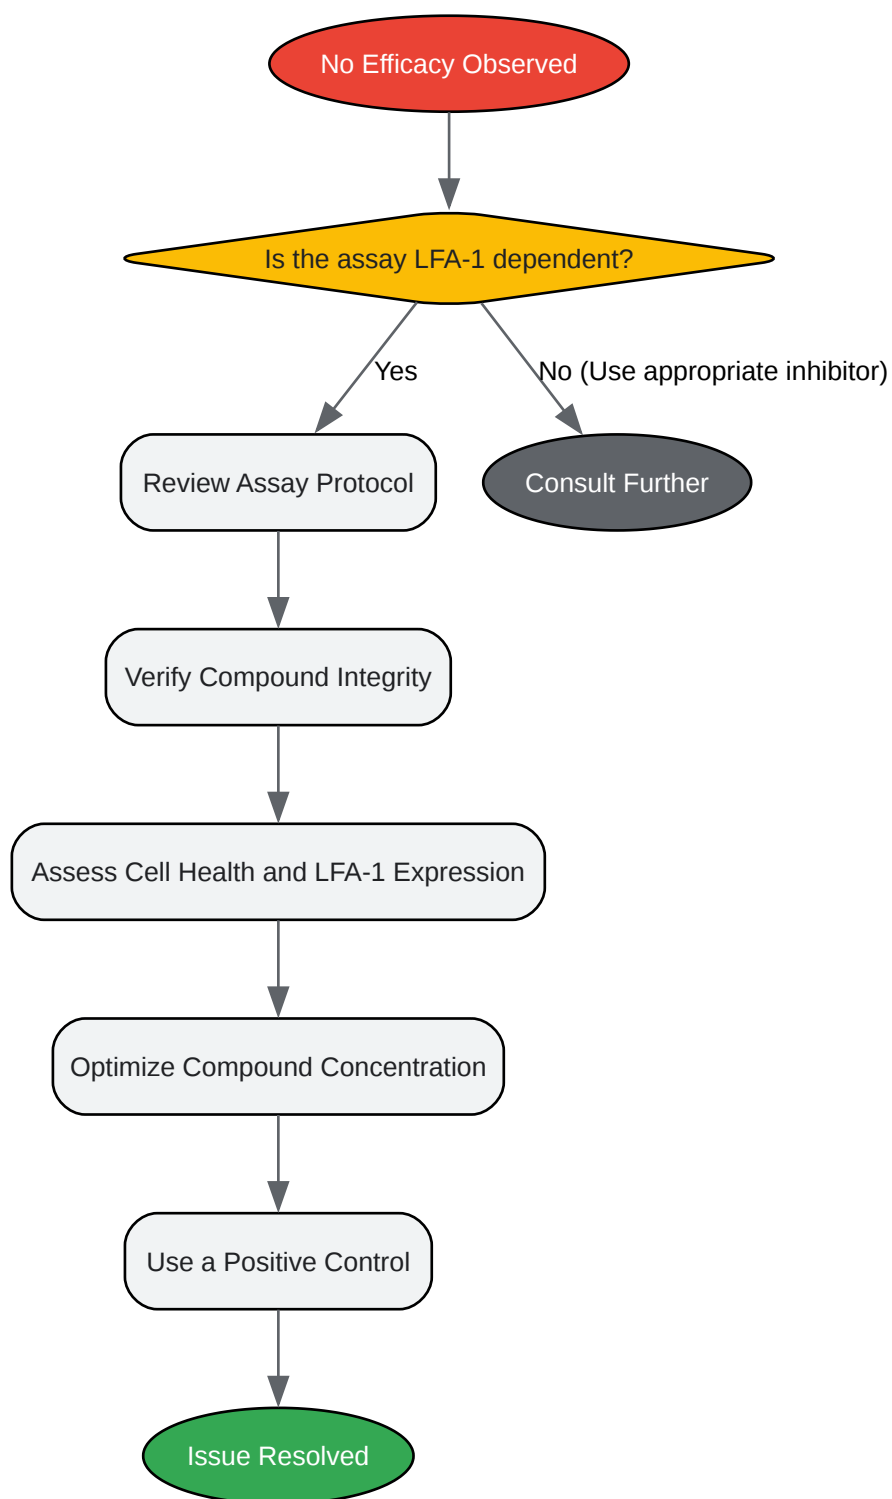 No Efficacy Observed
Is the assay LFA-1 dependent?
Yes
No (Use appropriate inhibitor)
Review Assay Protocol
Consult Further
Verify Compound Integrity
Assess Cell Health and LFA-1 Expression
Optimize Compound Concentration
Use a Positive Control
Issue Resolved